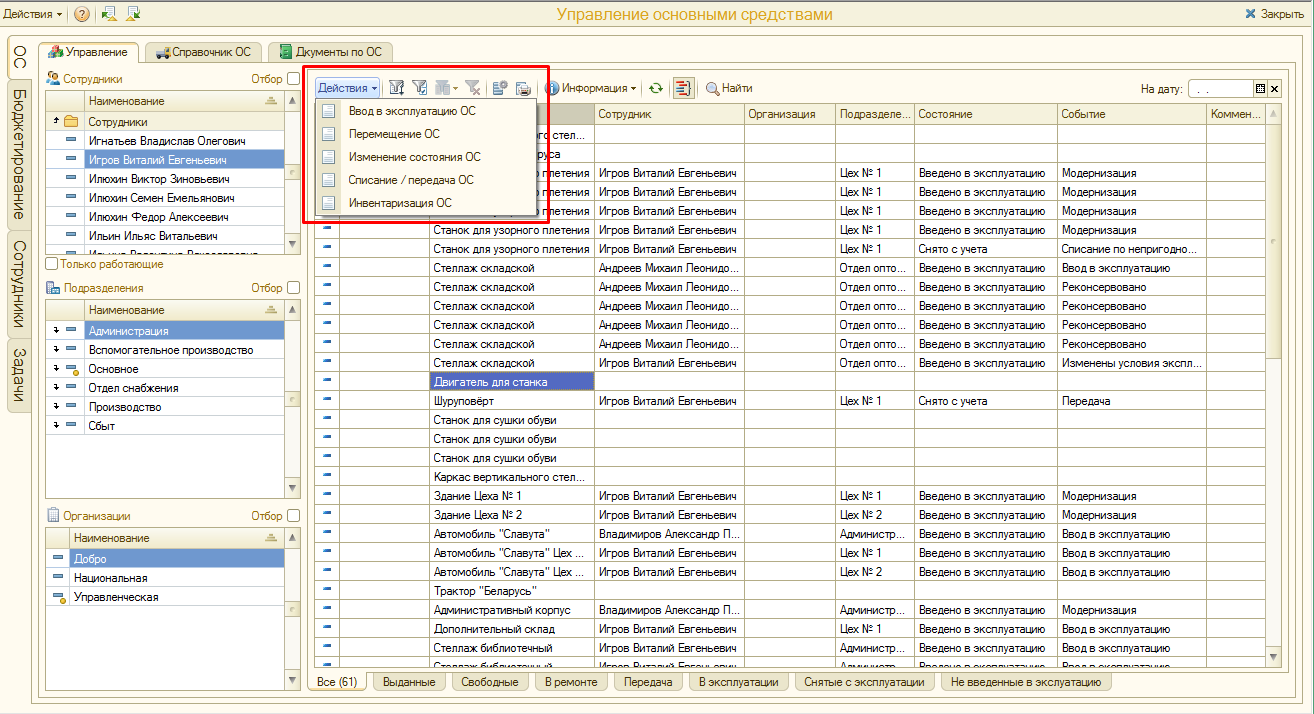 Действия
Управление основными средствами
Закрыть
ОС
Бюджетирование
Сотрудники
Задачи
Управление
Справочник ОС
Дкументы по ОС
Сотрудники
Отбор
Наименование
Сотрудники
Игнатьев Владислав Олегович
Игров Виталий Евгеньевич
Илюхин Виктор Зиновьевич
Илюхин Семен Емельянович
Илюхин Федор Алексеевич
Ильин Ильяс Витальевич
Только работающие
Подразделения
Отбор
Наименование
Администрация
Вспомогательное производство
Основное
Отдел снабжения
Производство
Сбыт
Организации
Отбор
Наименование
Добро
Национальная
Управленческая
Действия
Информация
Найти
На дату: . .
Ввод в эксплуатацию ОС
Перемещение ОС
Изменение состояния ОС
Списание / передача ОС
Инвентаризация ОС
Сотрудник Организация Подразделе... Состояние Событие Коммен...
ого стел...
руса
о плетения Игров Виталий Евгеньевич Цех № 1 Введено в эксплуатацию Модернизация
о плетения Игров Виталий Евгеньевич Цех № 1 Введено в эксплуатацию Модернизация
о плетения Игров Виталий Евгеньевич Цех № 1 Введено в эксплуатацию Модернизация
Станок для узорного плетения Игров Виталий Евгеньевич Цех № 1 Введено в эксплуатацию Модернизация
Станок для узорного плетения Игров Виталий Евгеньевич Цех № 1 Снято с учета Списание по непригодно...
Стеллаж складской Андреев Михаил Леонидо... Отдел опто... Введено в эксплуатацию Ввод в эксплуатацию
Стеллаж складской Андреев Михаил Леонидо... Отдел опто... Введено в эксплуатацию Реконсервовано
Стеллаж складской Андреев Михаил Леонидо... Отдел опто... Введено в эксплуатацию Реконсервовано
Стеллаж складской Андреев Михаил Леонидо... Отдел опто... Введено в эксплуатацию Реконсервовано
Стеллаж складской Андреев Михаил Леонидо... Отдел опто... Введено в эксплуатацию Реконсервовано
Стеллаж складской Игров Виталий Евгеньевич Отдел опто... Введено в эксплуатацию Изменены условия экспл...
Двигатель для станка
Шуруповёрт Игров Виталий Евгеньевич Цех № 1 Снято с учета Передача
Станок для сушки обуви
Станок для сушки обуви
Станок для сушки обуви
Каркас вертикального стел...
Здание Цеха № 1 Игров Виталий Евгеньевич Цех № 1 Введено в эксплуатацию Модернизация
Здание Цеха № 2 Игров Виталий Евгеньевич Цех № 2 Введено в эксплуатацию Модернизация
Автомобиль "Славута" Владимиров Александр П... Администр... Введено в эксплуатацию Ввод в эксплуатацию
Автомобиль "Славута" Цех ... Игров Виталий Евгеньевич Цех № 1 Введено в эксплуатацию Ввод в эксплуатацию
Автомобиль "Славута" Цех ... Игров Виталий Евгеньевич Цех № 2 Введено в эксплуатацию Ввод в эксплуатацию
Трактор "Беларусь"
Административный корпус Владимиров Александр П... Администр... Введено в эксплуатацию Модернизация
Дополнительный склад Игров Виталий Евгеньевич Цех № 1 Введено в эксплуатацию Ввод в эксплуатацию
Стеллаж библиотечный Игров Виталий Евгеньевич Администр... Введено в эксплуатацию Ввод в эксплуатацию
Стеллаж библиотечный Игров Виталий Евгеньевич Администр... Введено в эксплуатацию Ввод в эксплуатацию
Все (61) Выданные Свободные В ремонте Передача В эксплуатации Снятые с эксплуатации Не введенные в экслуатацию